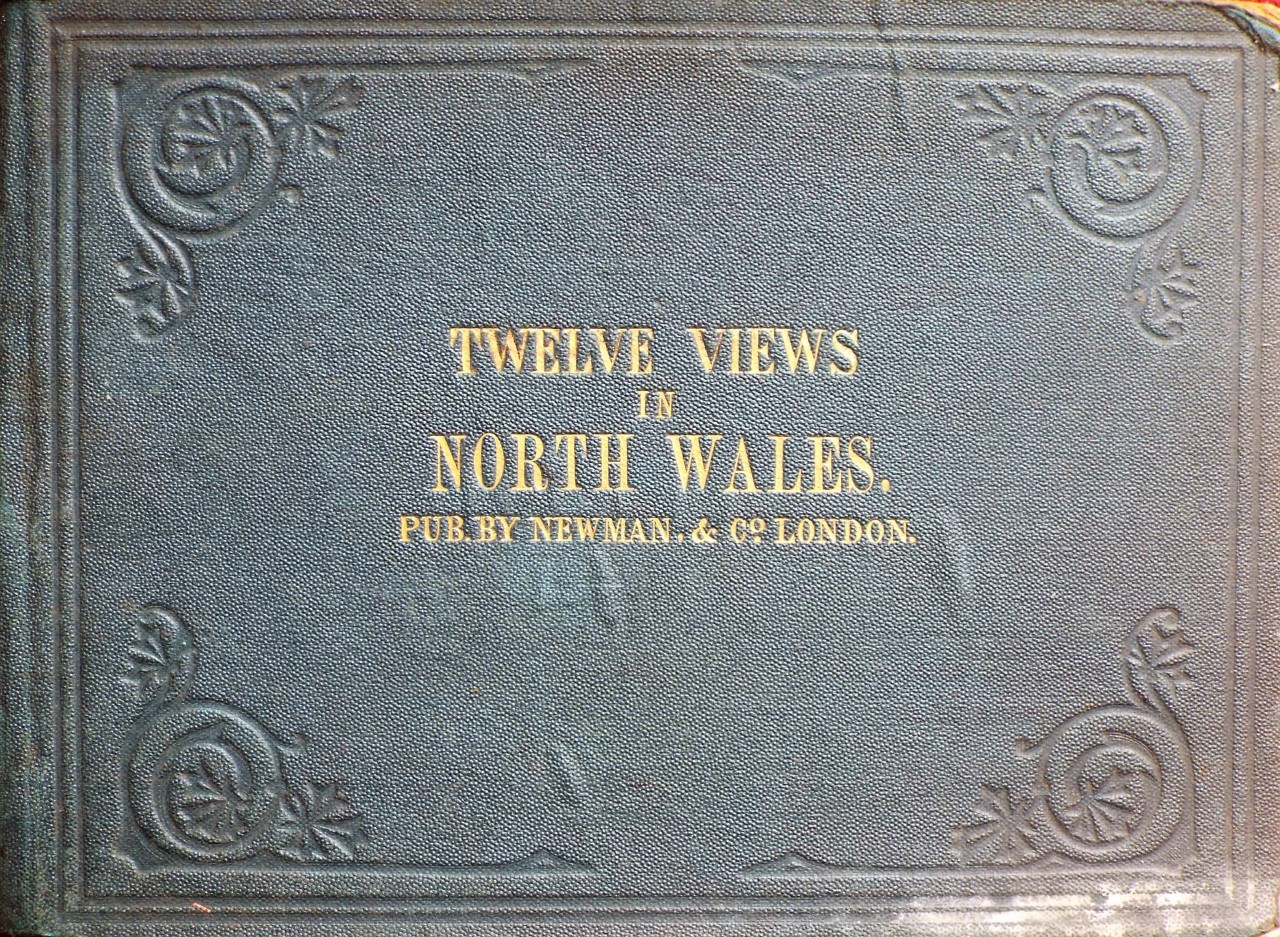 TWELVE VIEWS
IN
NORTH WALES.
PUB. BY NEWMAN. & Cº LONDON.